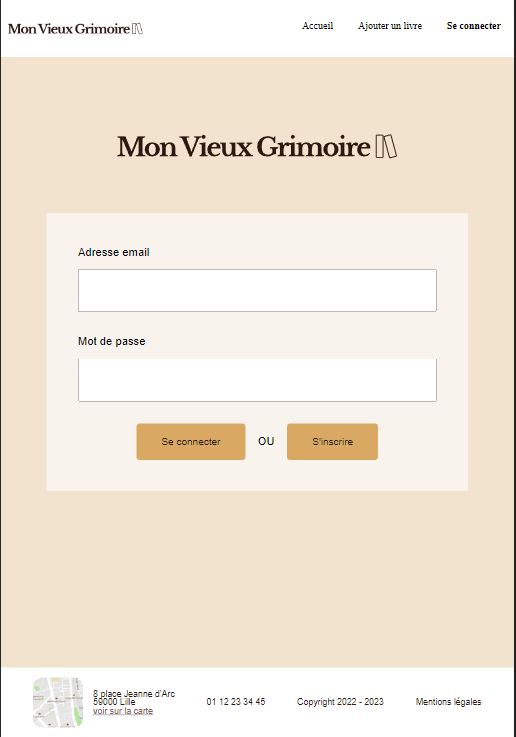 Mon Vieux Grimoire
Accueil Ajouter un livre Se connecter
Mon Vieux Grimoire
Adresse email
Mot de passe
Se connecter OU S'inscrire
8 place Jeanne d'Arc
59000 Lille
voir sur la carte
01 12 23 34 45
Copyright 2022 - 2023
Mentions légales